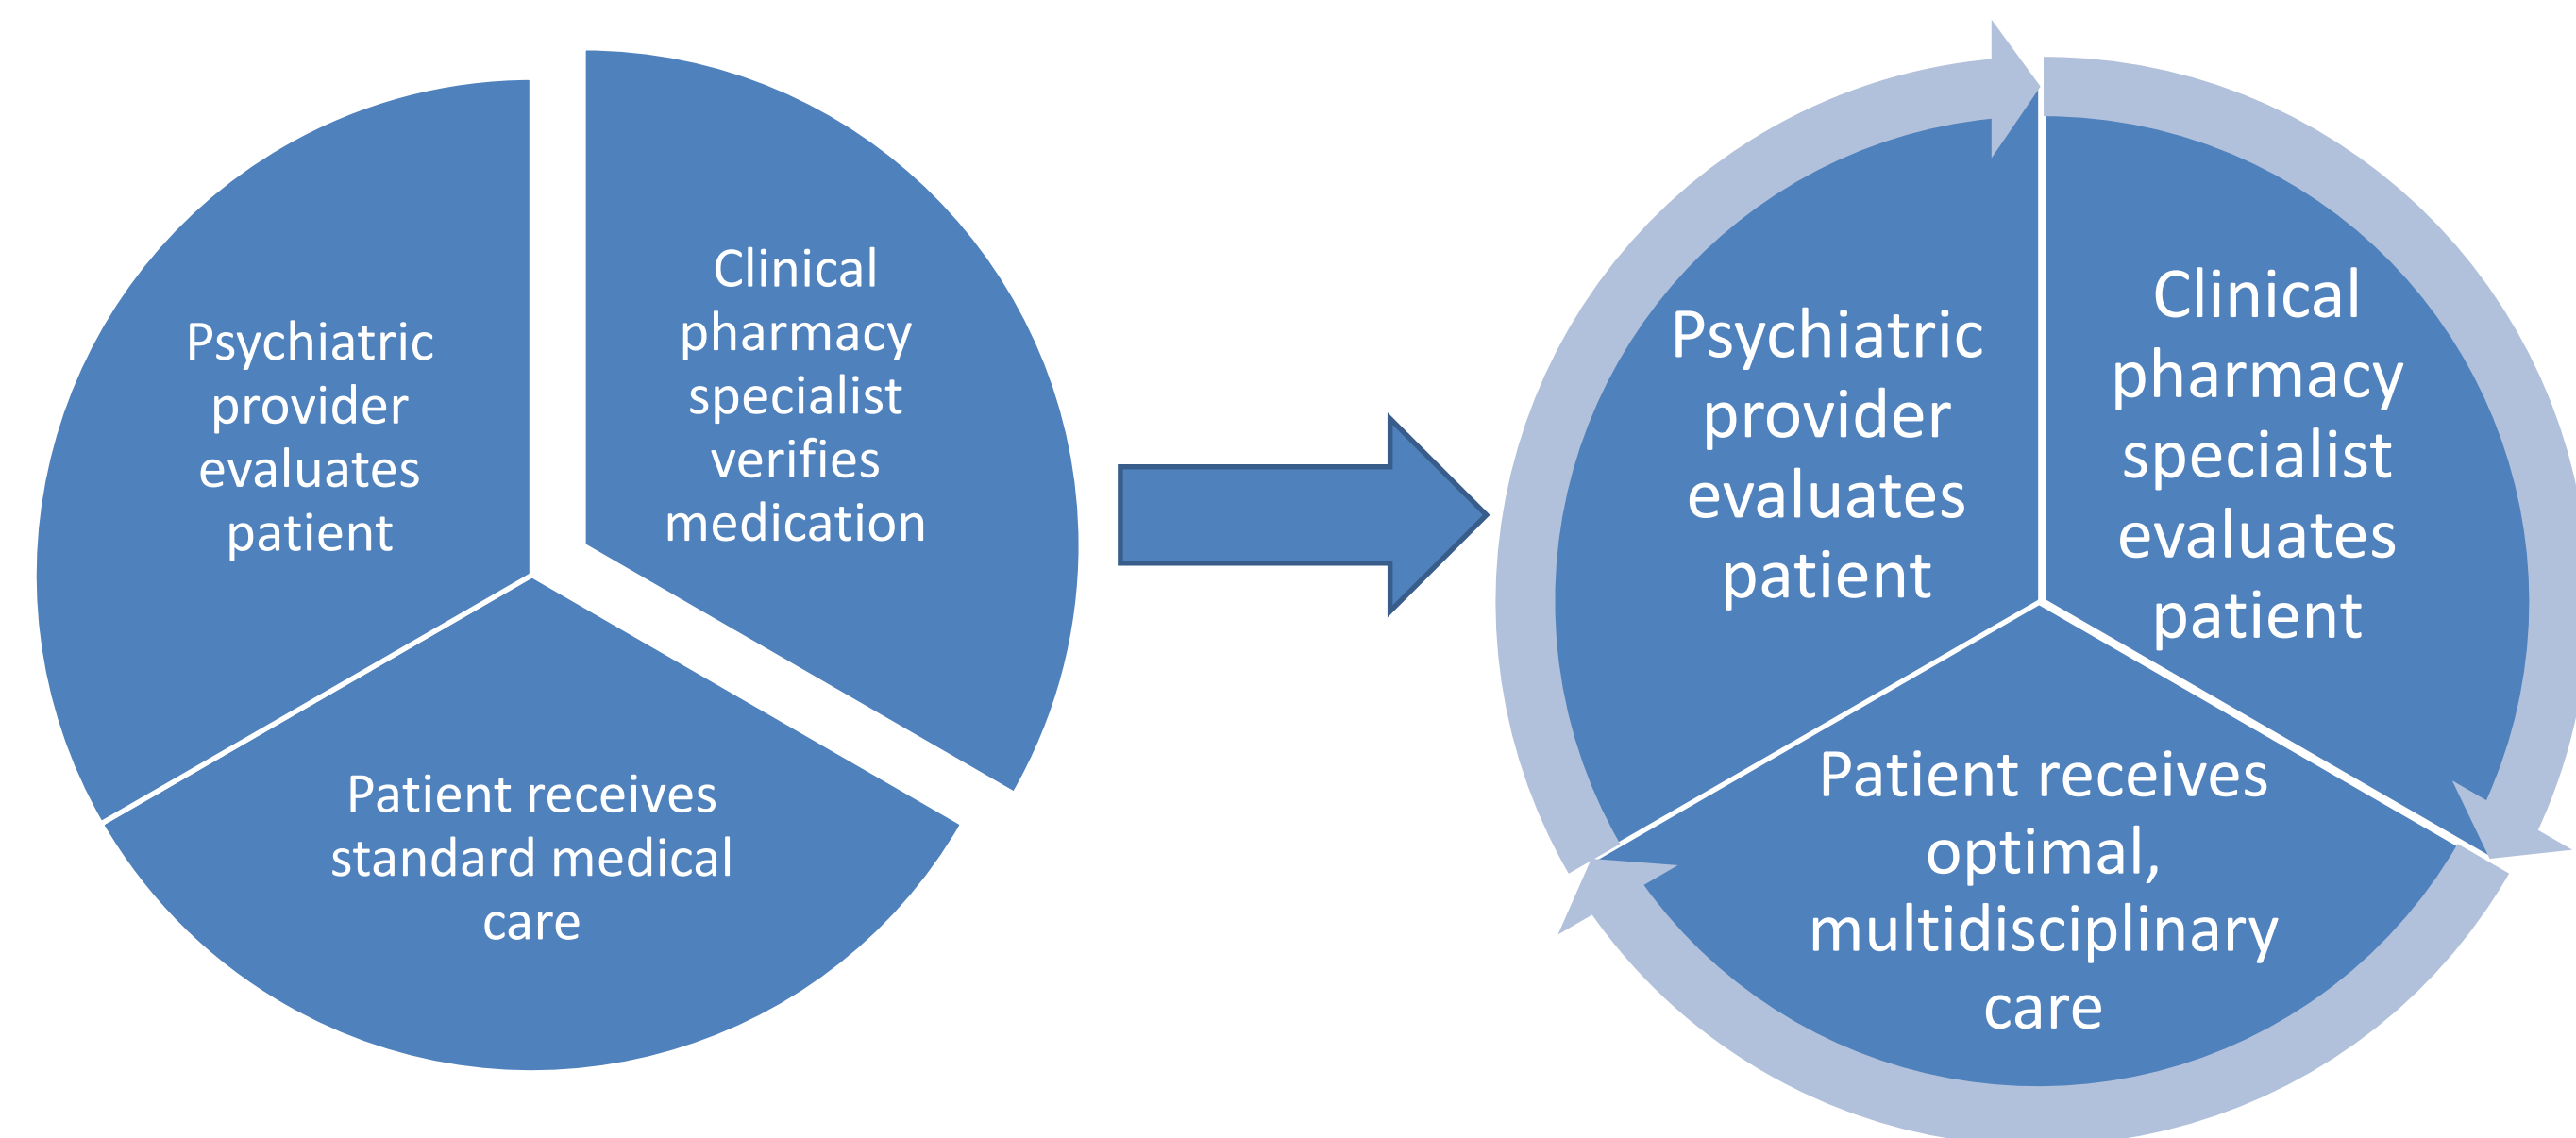 Psychiatric
provider
evaluates
patient
Clinical
pharmacy
specialist
verifies
medication
Patient receives
standard medical
care
Psychiatric
provider
evaluates
patient
Clinical
pharmacy
specialist
evaluates
patient
Patient receives
optimal,
multidisciplinary
care